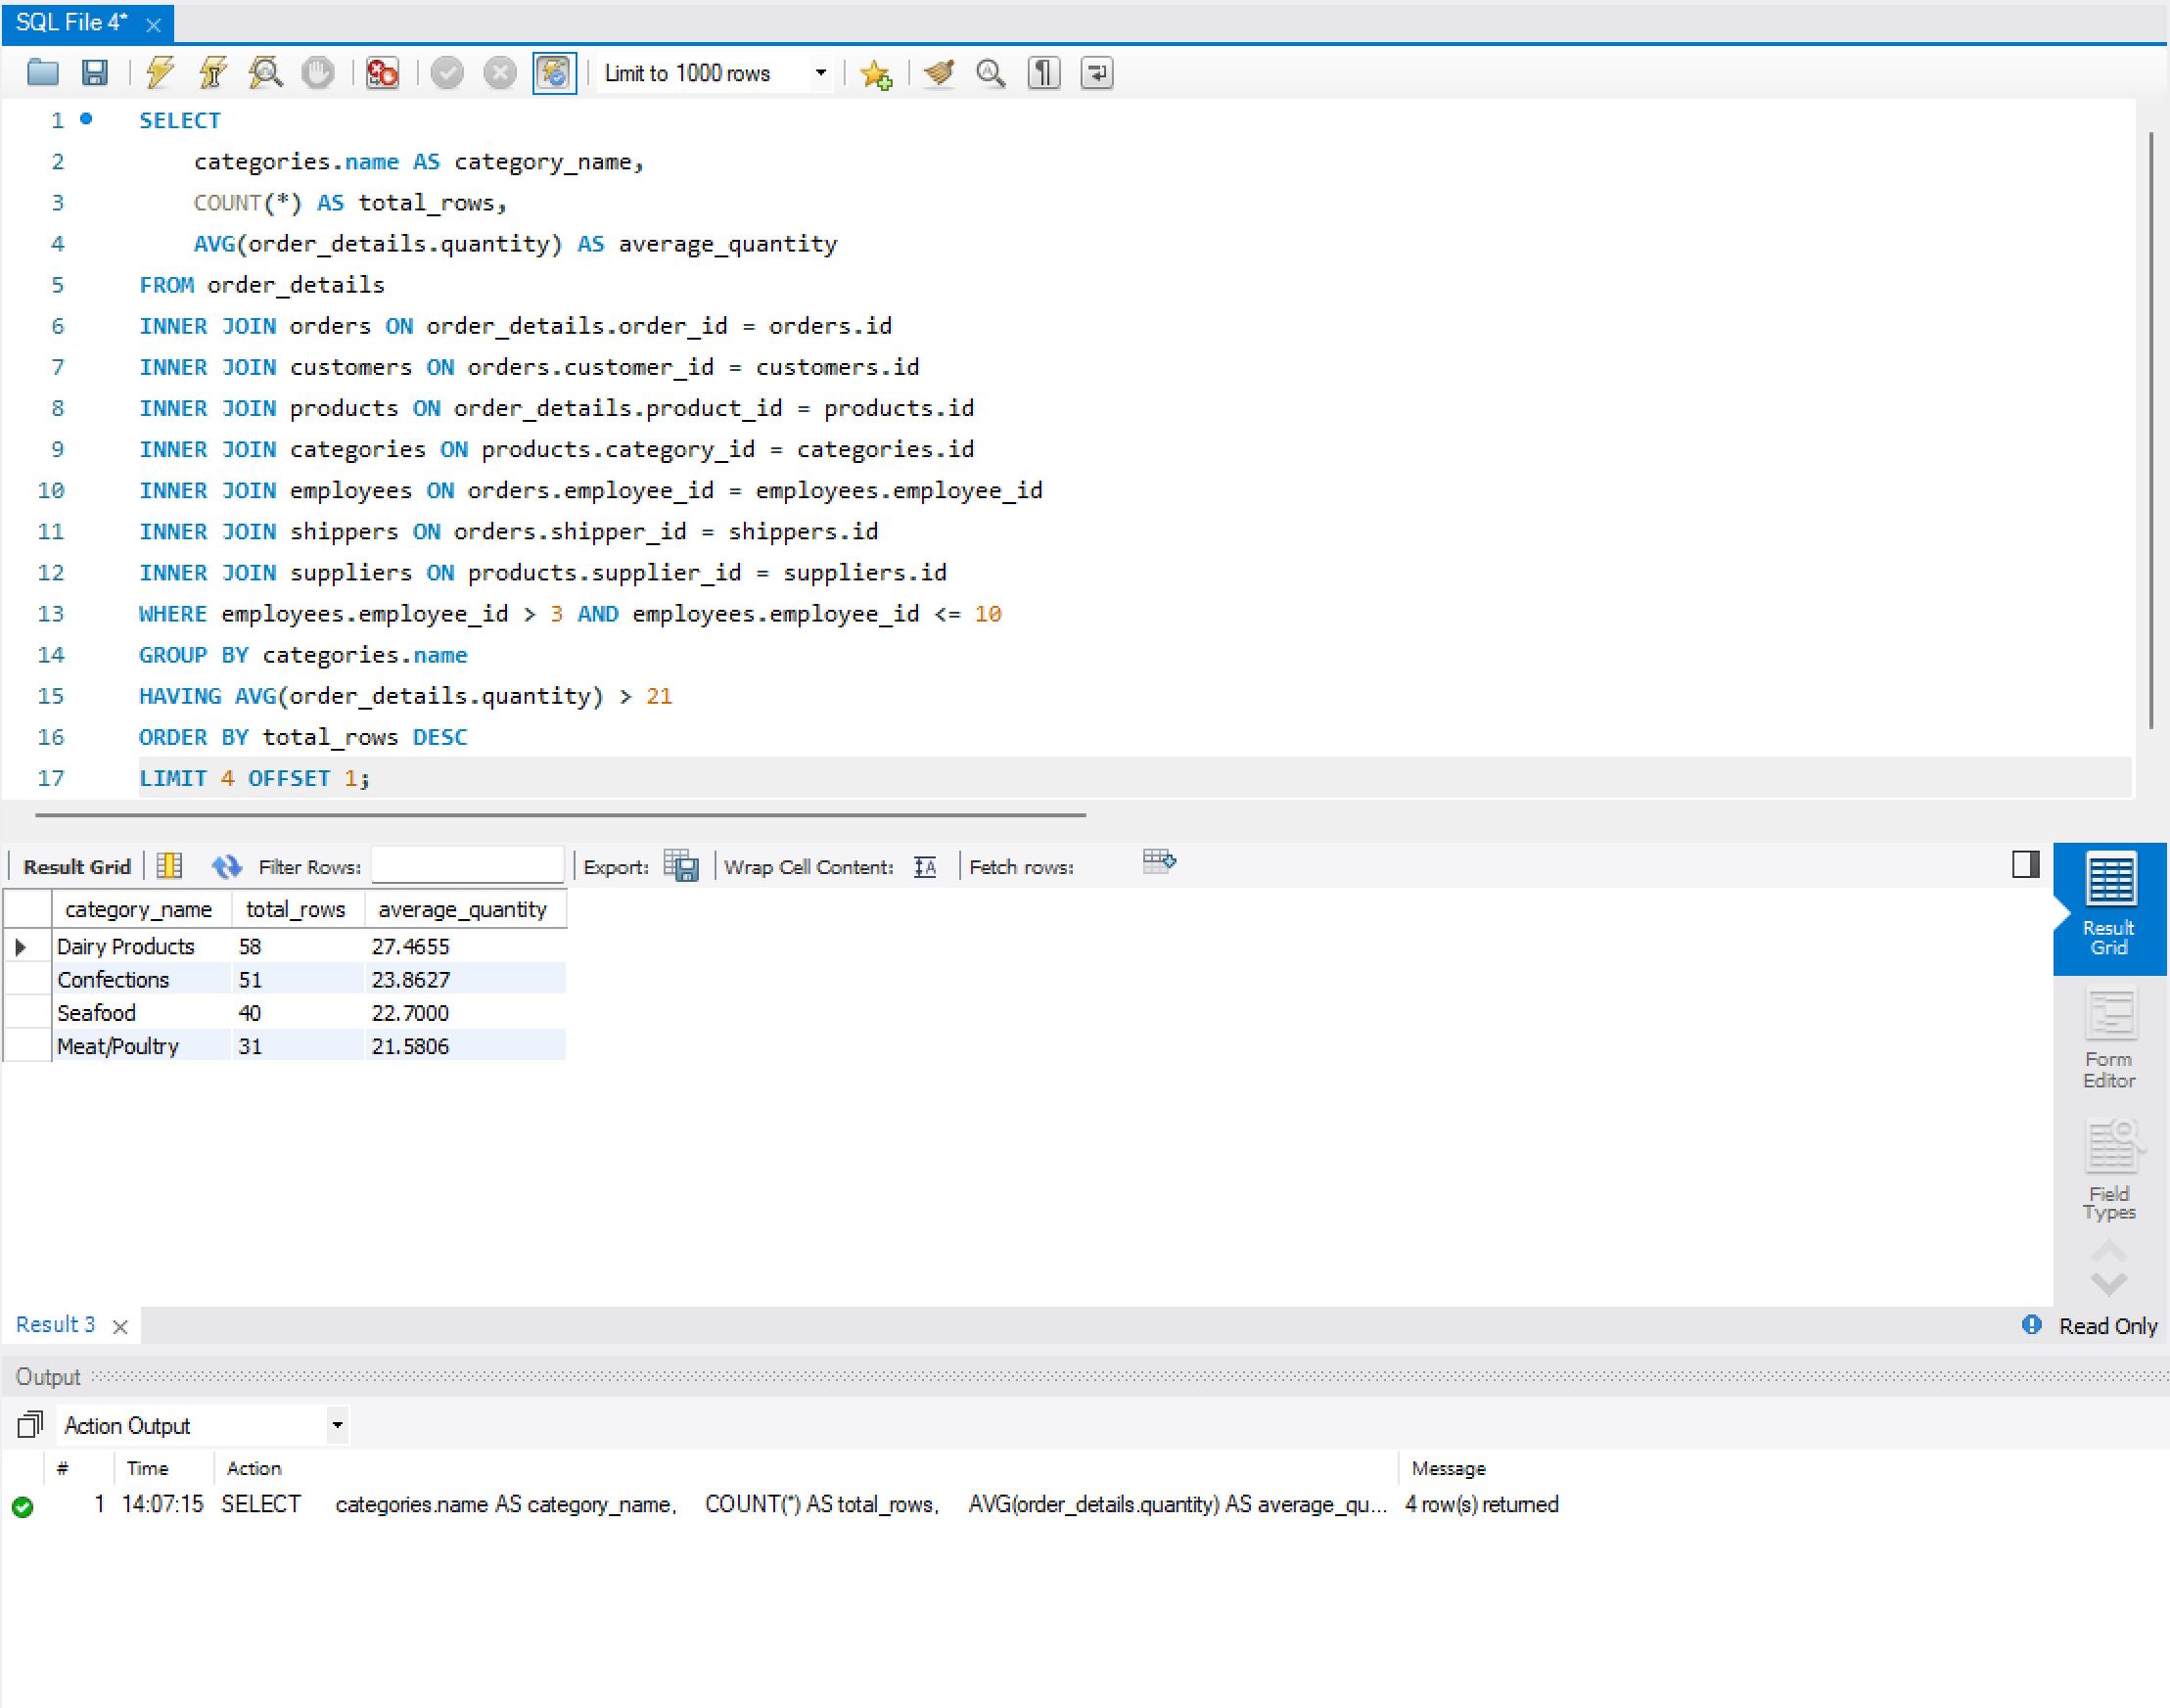 SQL File 4*
Limit to 1000 rows
1 SELECT
2 categories.name AS category_name,
3 COUNT(*) AS total_rows,
4 AVG(order_details.quantity) AS average_quantity
5 FROM order_details
6 INNER JOIN orders ON order_details.order_id = orders.id
7 INNER JOIN customers ON orders.customer_id = customers.id
8 INNER JOIN products ON order_details.product_id = products.id
9 INNER JOIN categories ON products.category_id = categories.id
10 INNER JOIN employees ON orders.employee_id = employees.employee_id
11 INNER JOIN shippers ON orders.shipper_id = shippers.id
12 INNER JOIN suppliers ON products.supplier_id = suppliers.id
13 WHERE employees.employee_id > 3 AND employees.employee_id <= 10
14 GROUP BY categories.name
15 HAVING AVG(order_details.quantity) > 21
16 ORDER BY total_rows DESC
17 LIMIT 4 OFFSET 1;
Result Grid Filter Rows: Export: Wrap Cell Content: Fetch rows:
category_name total_rows average_quantity
Dairy Products 58 27.4655
Confections 51 23.8627
Seafood 40 22.7000
Meat/Poultry 31 21.5806
Result
Grid
Form
Editor
Field
Types
Result 3 Read Only
Output
Action Output
# Time Action Message
1 14:07:15 SELECT categories.name AS category_name, COUNT(*) AS total_rows, AVG(order_details.quantity) AS average_qu... 4 row(s) returned